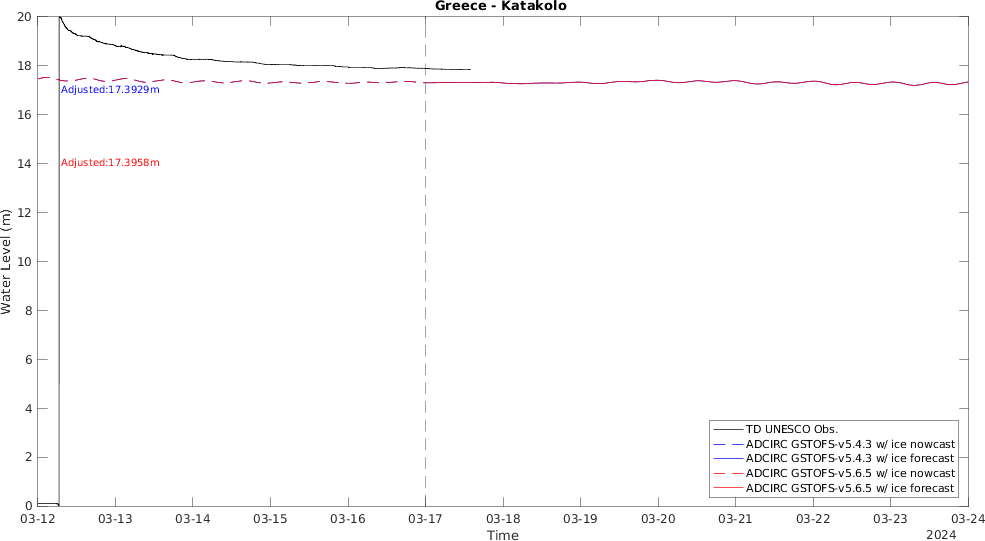 Greece - Katakolo
20
18
16
14
12
10
8
6
4
2
0
Water Level (m)
Adjusted:17.3929m
Adjusted:17.3958m
TD UNESCO Obs.
ADCIRC GSTOFS-v5.4.3 w/ ice nowcast
ADCIRC GSTOFS-v5.4.3 w/ ice forecast
ADCIRC GSTOFS-v5.6.5 w/ ice nowcast
ADCIRC GSTOFS-v5.6.5 w/ ice forecast
03-12 03-13 03-14 03-15 03-16 03-17 03-18 03-19 03-20 03-21 03-22 03-23 03-24
Time
2024